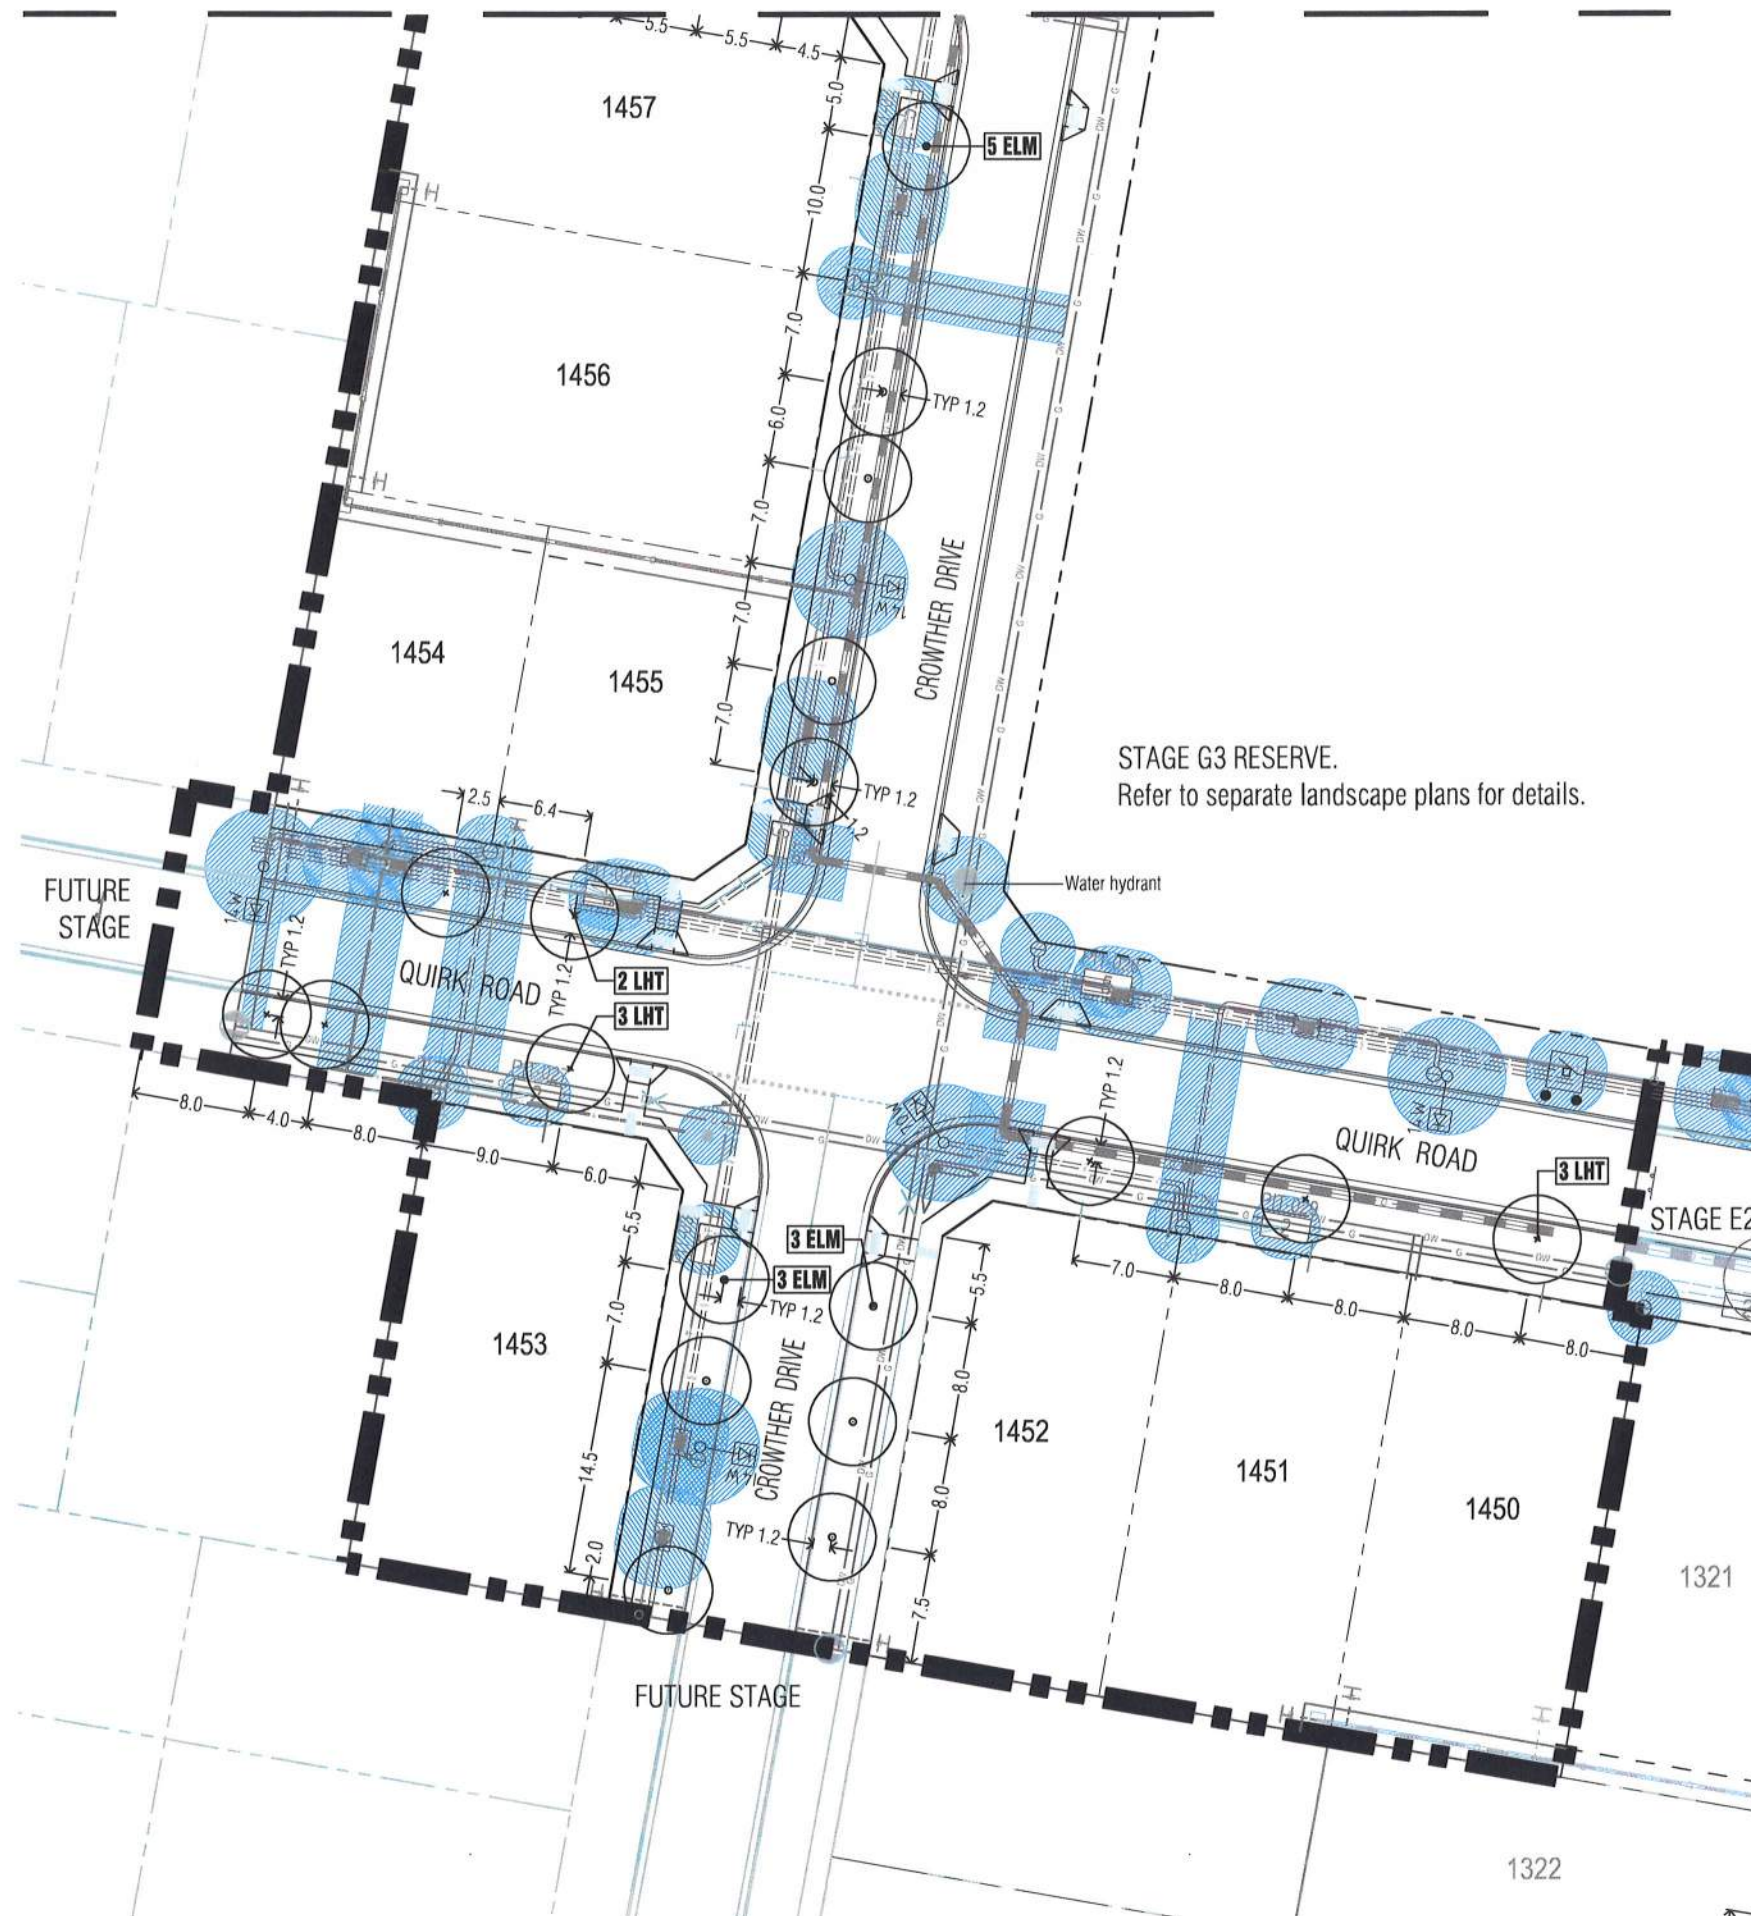 5.5
5.5
4.5
5.0
1457
5 ELM
10.0
7.0
1456
TYP 1.2
6.0
7.0
CROWTHER DRIVE
14 W
7.0
1454
1455
7.0
STAGE G3 RESERVE.
Refer to separate landscape plans for details.
TYP 1.2
1.2
2.5
6.4
Water hydrant
FUTURE
STAGE
14 W
TYP 1.2
QUIRK ROAD
TYP 1.2
2 LHT
3 LHT
TYP 1.2
8.0
4.0
8.0
9.0
6.0
QUIRK ROAD
14 W
3 LHT
STAGE E2
5.5
3 ELM
3 ELM
TYP 1.2
5.5
7.0
8.0
8.0
8.0
8.0
7.0
1453
CROWTHER DRIVE
8.0
1452
1451
1450
14.5
14 W
8.0
TYP 1.2
2.0
7.5
1321
FUTURE STAGE
1322